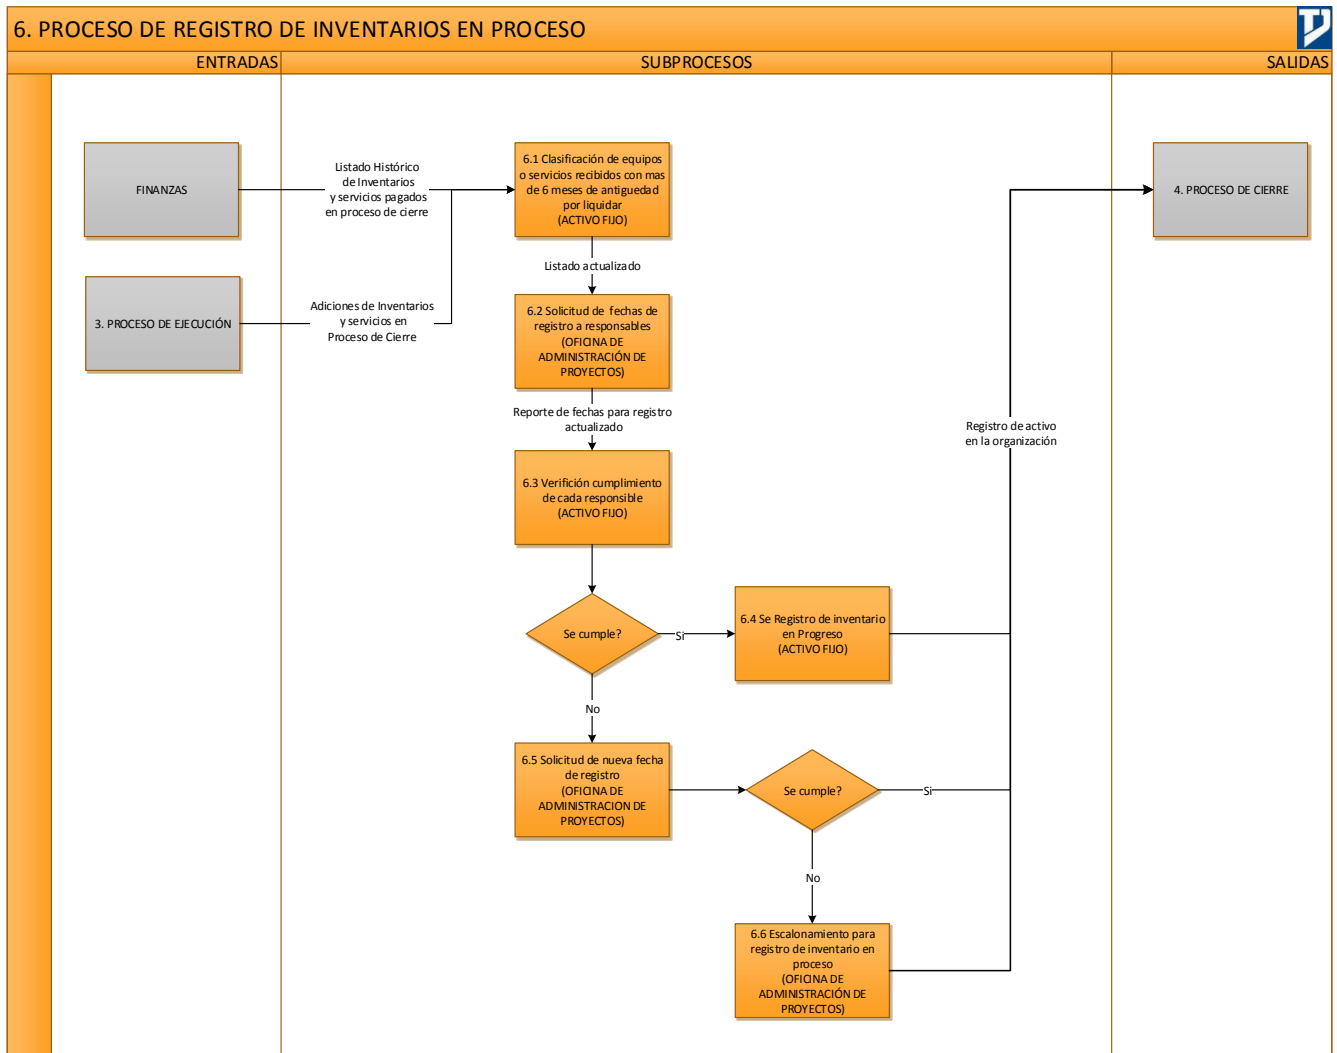 6. PROCESO DE REGISTRO DE INVENTARIOS EN PROCESO
ENTRADAS
SUBPROCESOS
SALIDAS
FINANZAS
Listado Histórico
de Inventarios
y servicios pagados
en proceso de cierre
6.1 Clasificación de equipos
o servicios recibidos con mas
de 6 meses de antiguedad
por liquidar
(ACTIVO FIJO)
4. PROCESO DE CIERRE
Listado actualizado
3. PROCESO DE EJECUCIÓN
Adiciones de Inventarios
y servicios en
Proceso de Cierre
6.2 Solicitud de fechas de
registro a responsables
(OFICINA DE
ADMINISTRACIÓN DE
PROYECTOS)
Reporte de fechas para registro
actualizado
Registro de activo
en la organización
6.3 Verifición cumplimiento
de cada responsible
(ACTIVO FIJO)
Se cumple?
Si
6.4 Se Registro de inventario
en Progreso
(ACTIVO FIJO)
No
6.5 Solicitud de nueva fecha
de registro
(OFICINA DE
ADMINISTRACION DE
PROYECTOS)
Se cumple?
Si
No
6.6 Escalonamiento para
registro de inventario en
proceso
(OFICINA DE
ADMINISTRACIÓN DE
PROYECTOS)